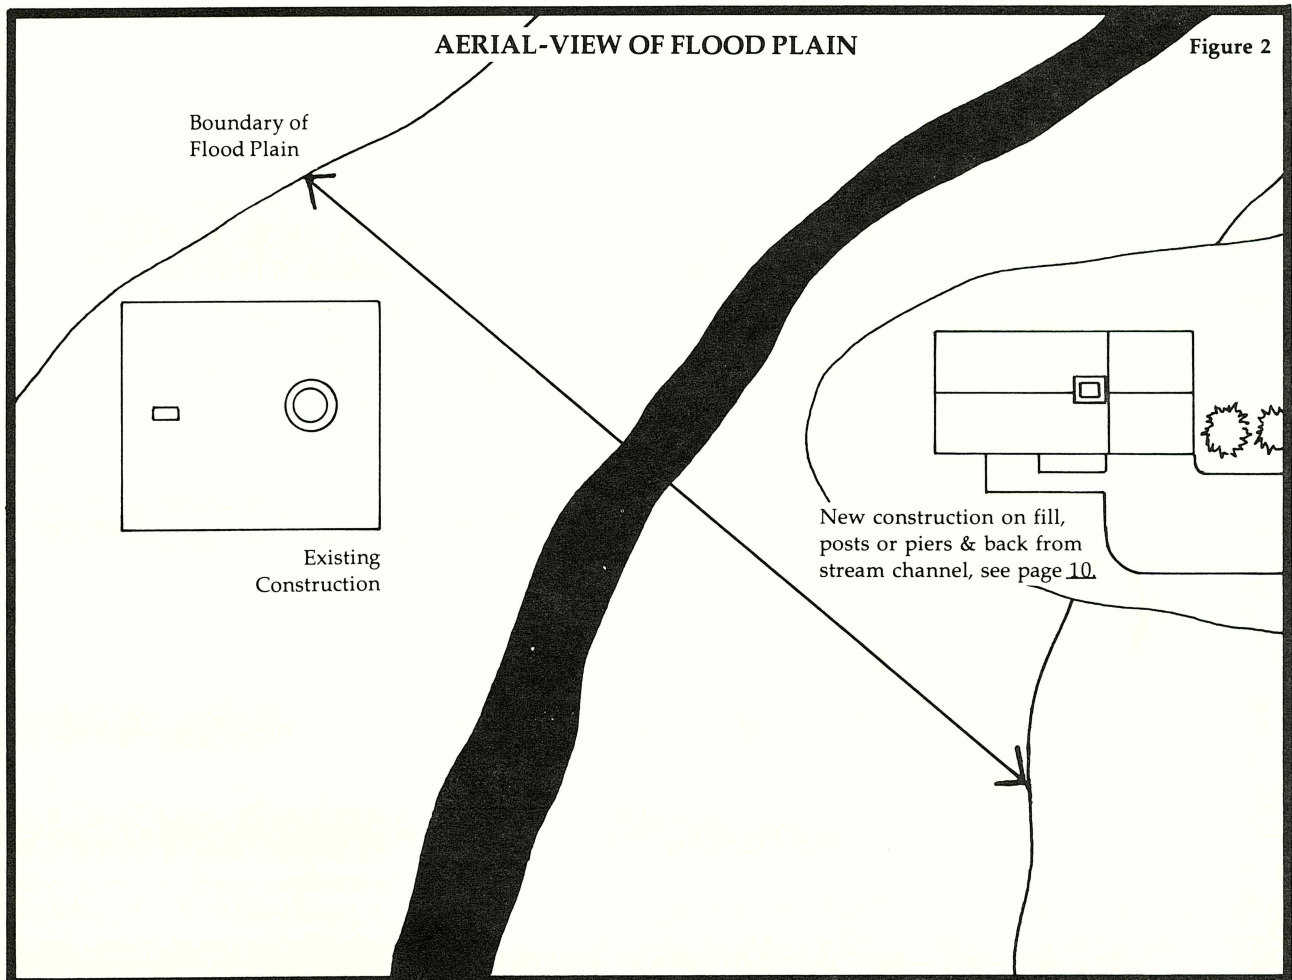 AERIAL-VIEW OF FLOOD PLAIN
Figure 2
Boundary of
Flood Plain
Existing
Construction
New construction on fill,
posts or piers & back from
stream channel, see page 10.